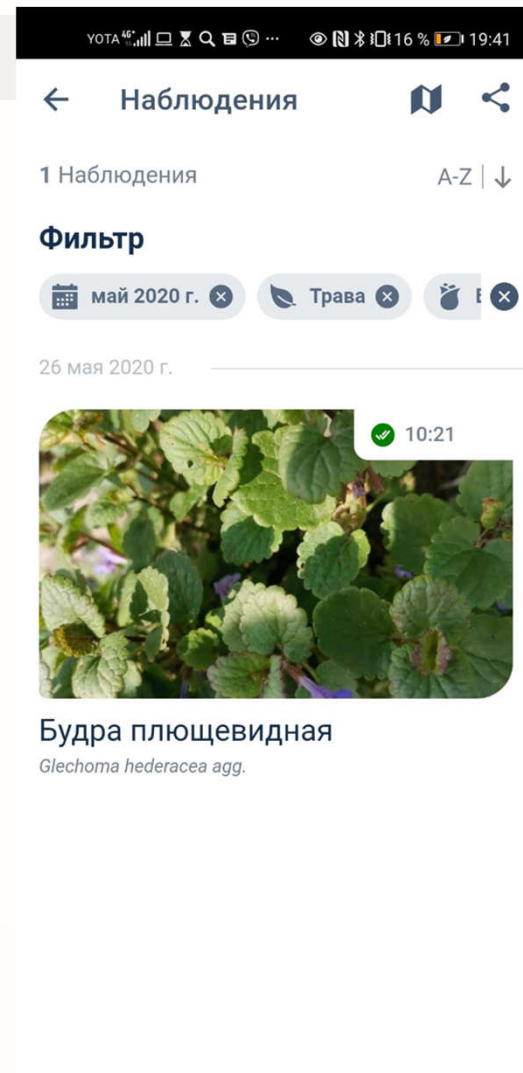 YOTA 4G ... 16 % 19:41
Наблюдения
1 Наблюдения A-Z
Фильтр
май 2020 г. Трава
26 мая 2020 г.
10:21
Будра плющевидная
Glechoma hederacea agg.